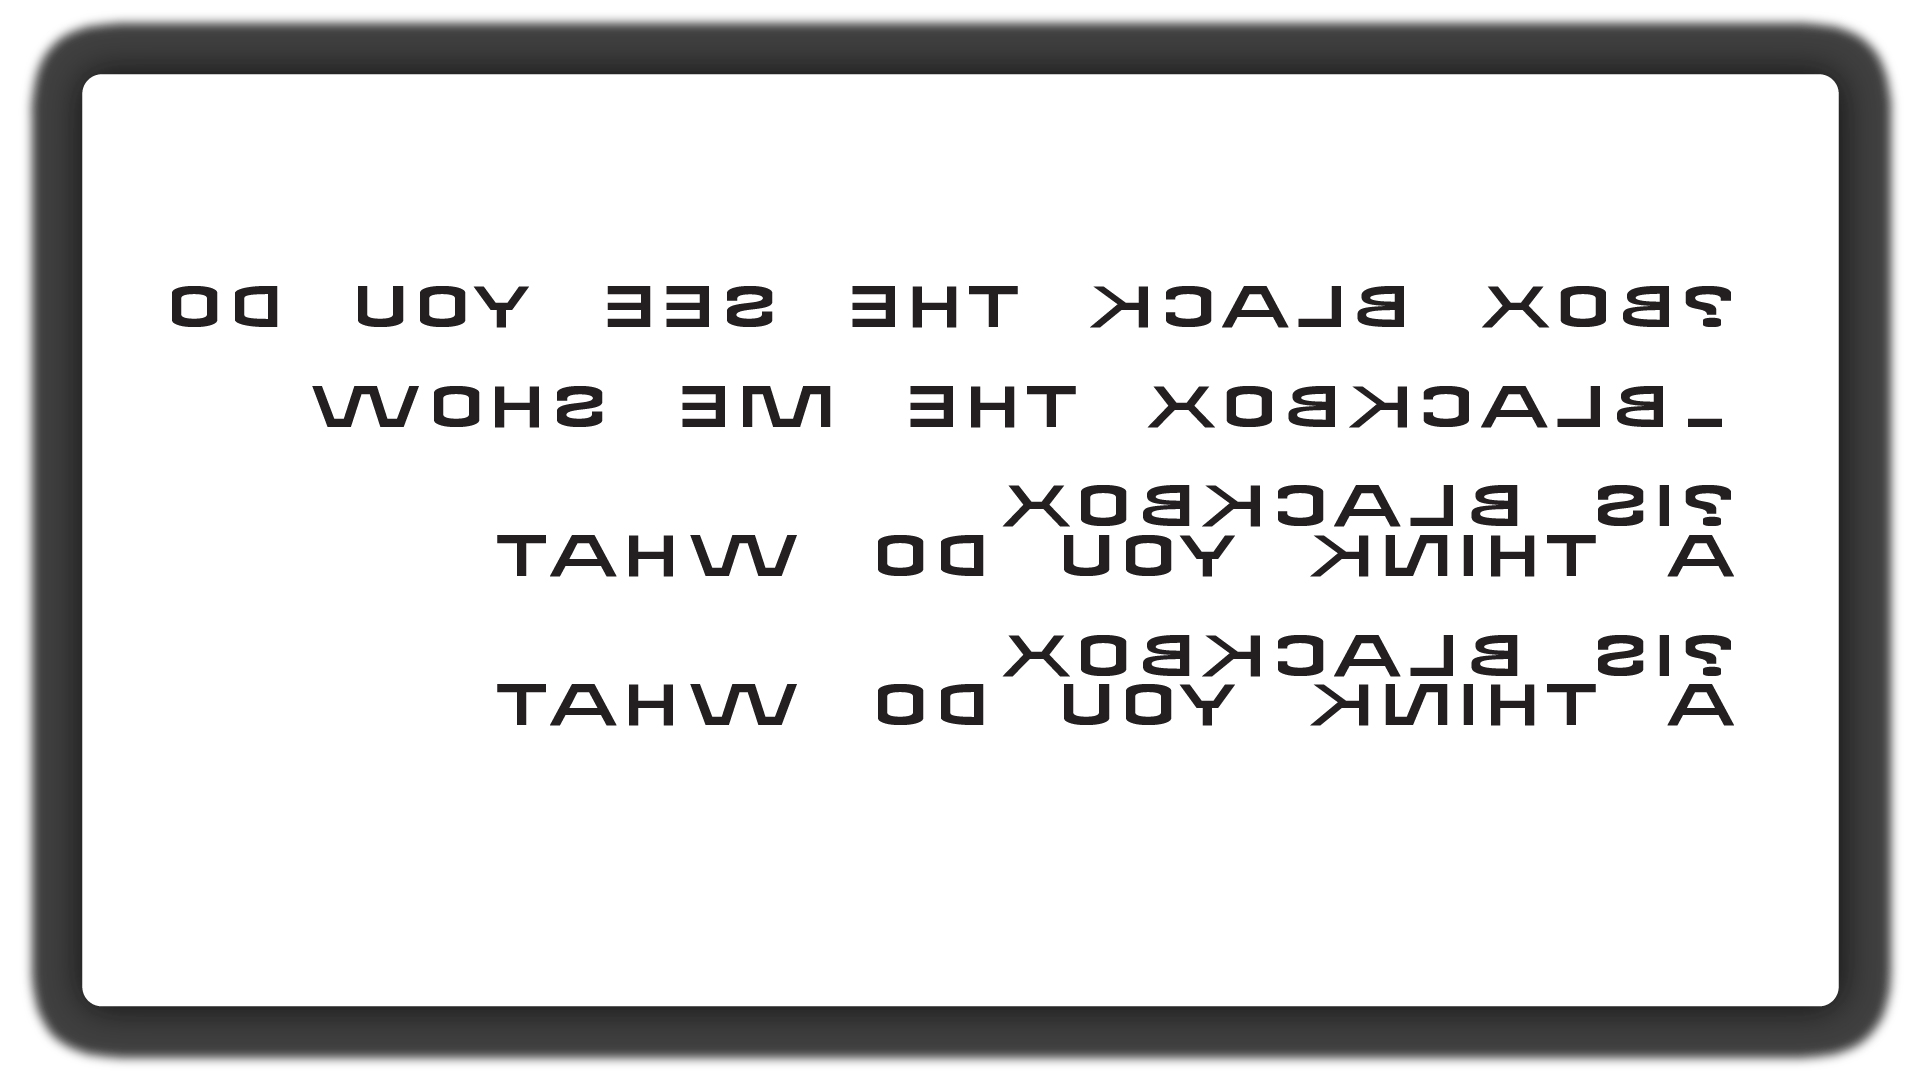 ?BOX BLACK THE SEE YOU DO
_BLACKBOX THE ME SHOW
?IS BLACKBOX
A THINK YOU DO WHAT
?IS BLACKBOX
A THINK YOU DO WHAT